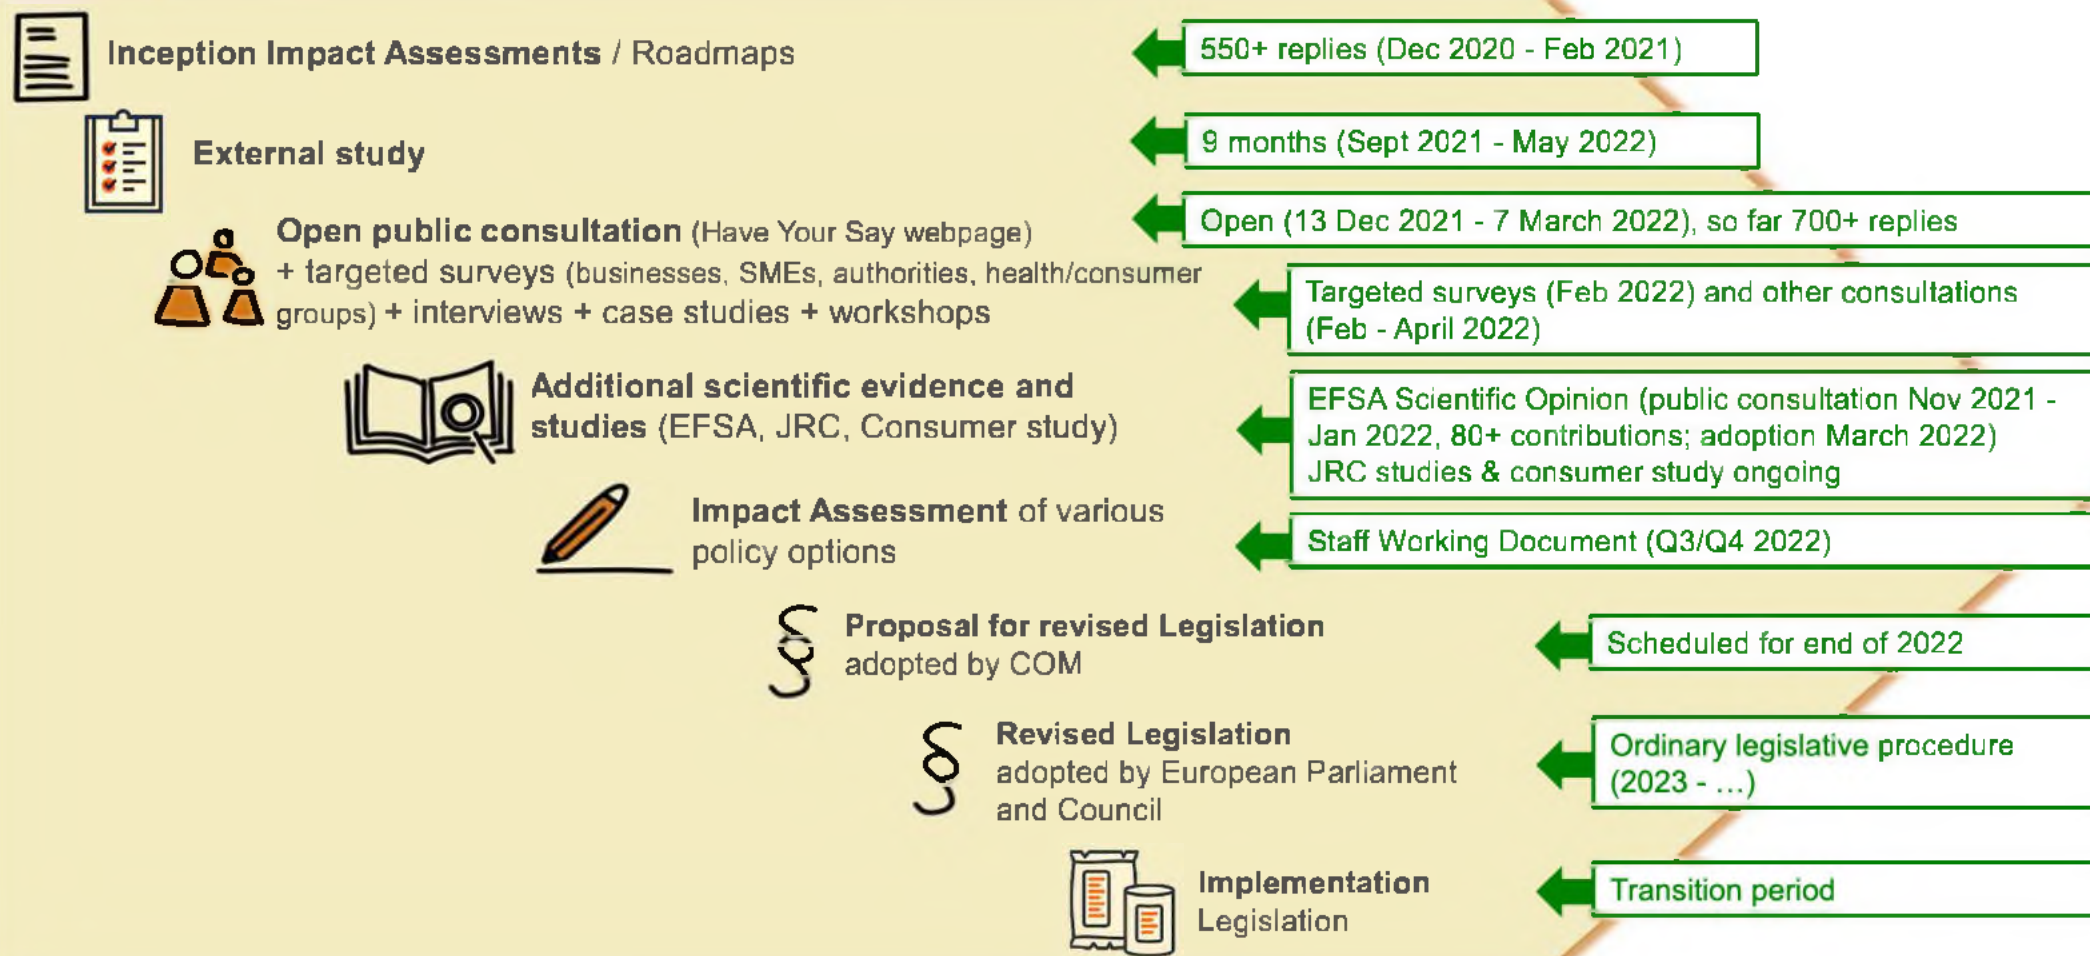 Inception Impact Assessments / Roadmaps
550+ replies (Dec 2020 - Feb 2021)
External study
9 months (Sept 2021 - May 2022)
Open public consultation (Have Your Say webpage)
+ targeted surveys (businesses, SMEs, authorities, health/consumer
groups) + interviews + case studies + workshops
Open (13 Dec 2021 - 7 March 2022), so far 700+ replies
Targeted surveys (Feb 2022) and other consultations
(Feb - April 2022)
Additional scientific evidence and
studies (EFSA, JRC, Consumer study)
EFSA Scientific Opinion (public consultation Nov 2021 -
Jan 2022, 80+ contributions; adoption March 2022)
JRC studies & consumer study ongoing
Impact Assessment of various
policy options
Staff Working Document (Q3/Q4 2022)
Proposal for revised Legislation
adopted by COM
Scheduled for end of 2022
Revised Legislation
adopted by European Parliament
and Council
Ordinary legislative procedure
(2023 - ...)
Implementation
Legislation
Transition period